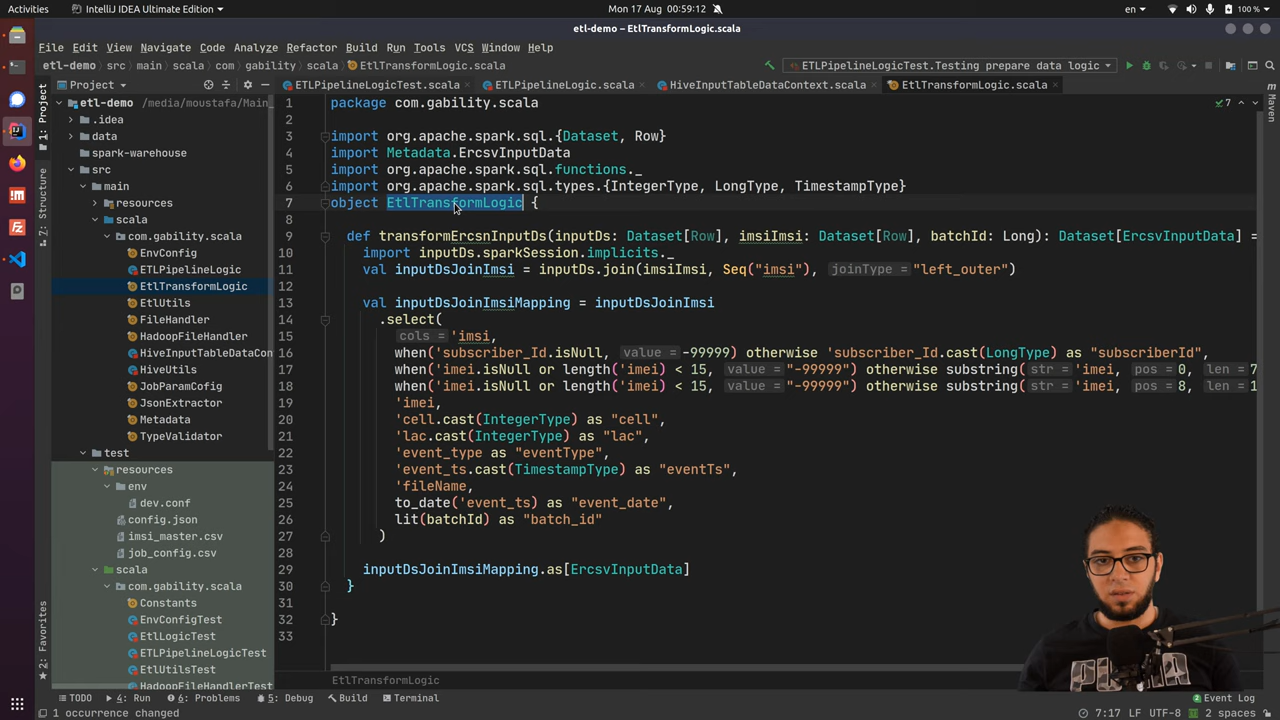 Activities
IntelliJ IDEA Ultimate Edition
Mon 17 Aug 00:59:12
en
100 %
etl-demo – EtlTransformLogic.scala
File Edit View Navigate Code Analyze Refactor Build Run Tools VCS Window Help
etl-demo src main scala com gability scala EtlTransformLogic.scala
ETLPipelineLogicTest.Testing prepare data logic
Project
ETLPipelineLogicTest.scala
ETLPipelineLogic.scala
HiveInputTableDataContext.scala
EtlTransformLogic.scala
1: Project
7: Structure
2: Favorites
Maven
etl-demo /media/moustafa/Main
.idea
data
spark-warehouse
src
main
resources
scala
com.gability.scala
EnvConfig
ETLPipelineLogic
EtlTransformLogic
EtlUtils
FileHandler
HadoopFileHandler
HiveInputTableDataCon
HiveUtils
JobParamCofig
JsonExtractor
Metadata
TypeValidator
test
resources
env
dev.conf
config.json
imsi_master.csv
job_config.csv
scala
com.gability.scala
Constants
EnvConfigTest
EtlLogicTest
ETLPipelineLogicTest
EtlUtilsTest
HadoopFileHandlerTest
7
1 package com.gability.scala
2
3 import org.apache.spark.sql.{Dataset, Row}
4 import Metadata.ErcsvInputData
5 import org.apache.spark.sql.functions._
6 import org.apache.spark.sql.types.{IntegerType, LongType, TimestampType}
7 object EtlTransformLogic {
8
9 def transformErcsnInputDs(inputDs: Dataset[Row], imsiImsi: Dataset[Row], batchId: Long): Dataset[ErcsvInputData] =
10 import inputDs.sparkSession.implicits._
11 val inputDsJoinImsi = inputDs.join(imsiImsi, Seq("imsi"), joinType = "left_outer")
12
13 val inputDsJoinImsiMapping = inputDsJoinImsi
14 .select(
15 cols = 'imsi,
16 when('subscriber_Id.isNull, value = -99999) otherwise 'subscriber_Id.cast(LongType) as "subscriberId",
17 when('imei.isNull or length('imei) < 15, value = "-99999") otherwise substring( str = 'imei, pos = 0, len = 7
18 when('imei.isNull or length('imei) < 15, value = "-99999") otherwise substring( str = 'imei, pos = 8, len = 1
19 'imei,
20 'cell.cast(IntegerType) as "cell",
21 'lac.cast(IntegerType) as "lac",
22 'event_type as "eventType",
23 'event_ts.cast(TimestampType) as "eventTs",
24 'fileName,
25 to_date('event_ts) as "event_date",
26 lit(batchId) as "batch_id"
27 )
28
29 inputDsJoinImsiMapping.as[ErcsvInputData]
30 }
31
32 }
33
EtlTransformLogic
TODO 4: Run 6: Problems 5: Debug Build Terminal Event Log
1 occurrence changed
7:17 LF UTF-8 2 spaces